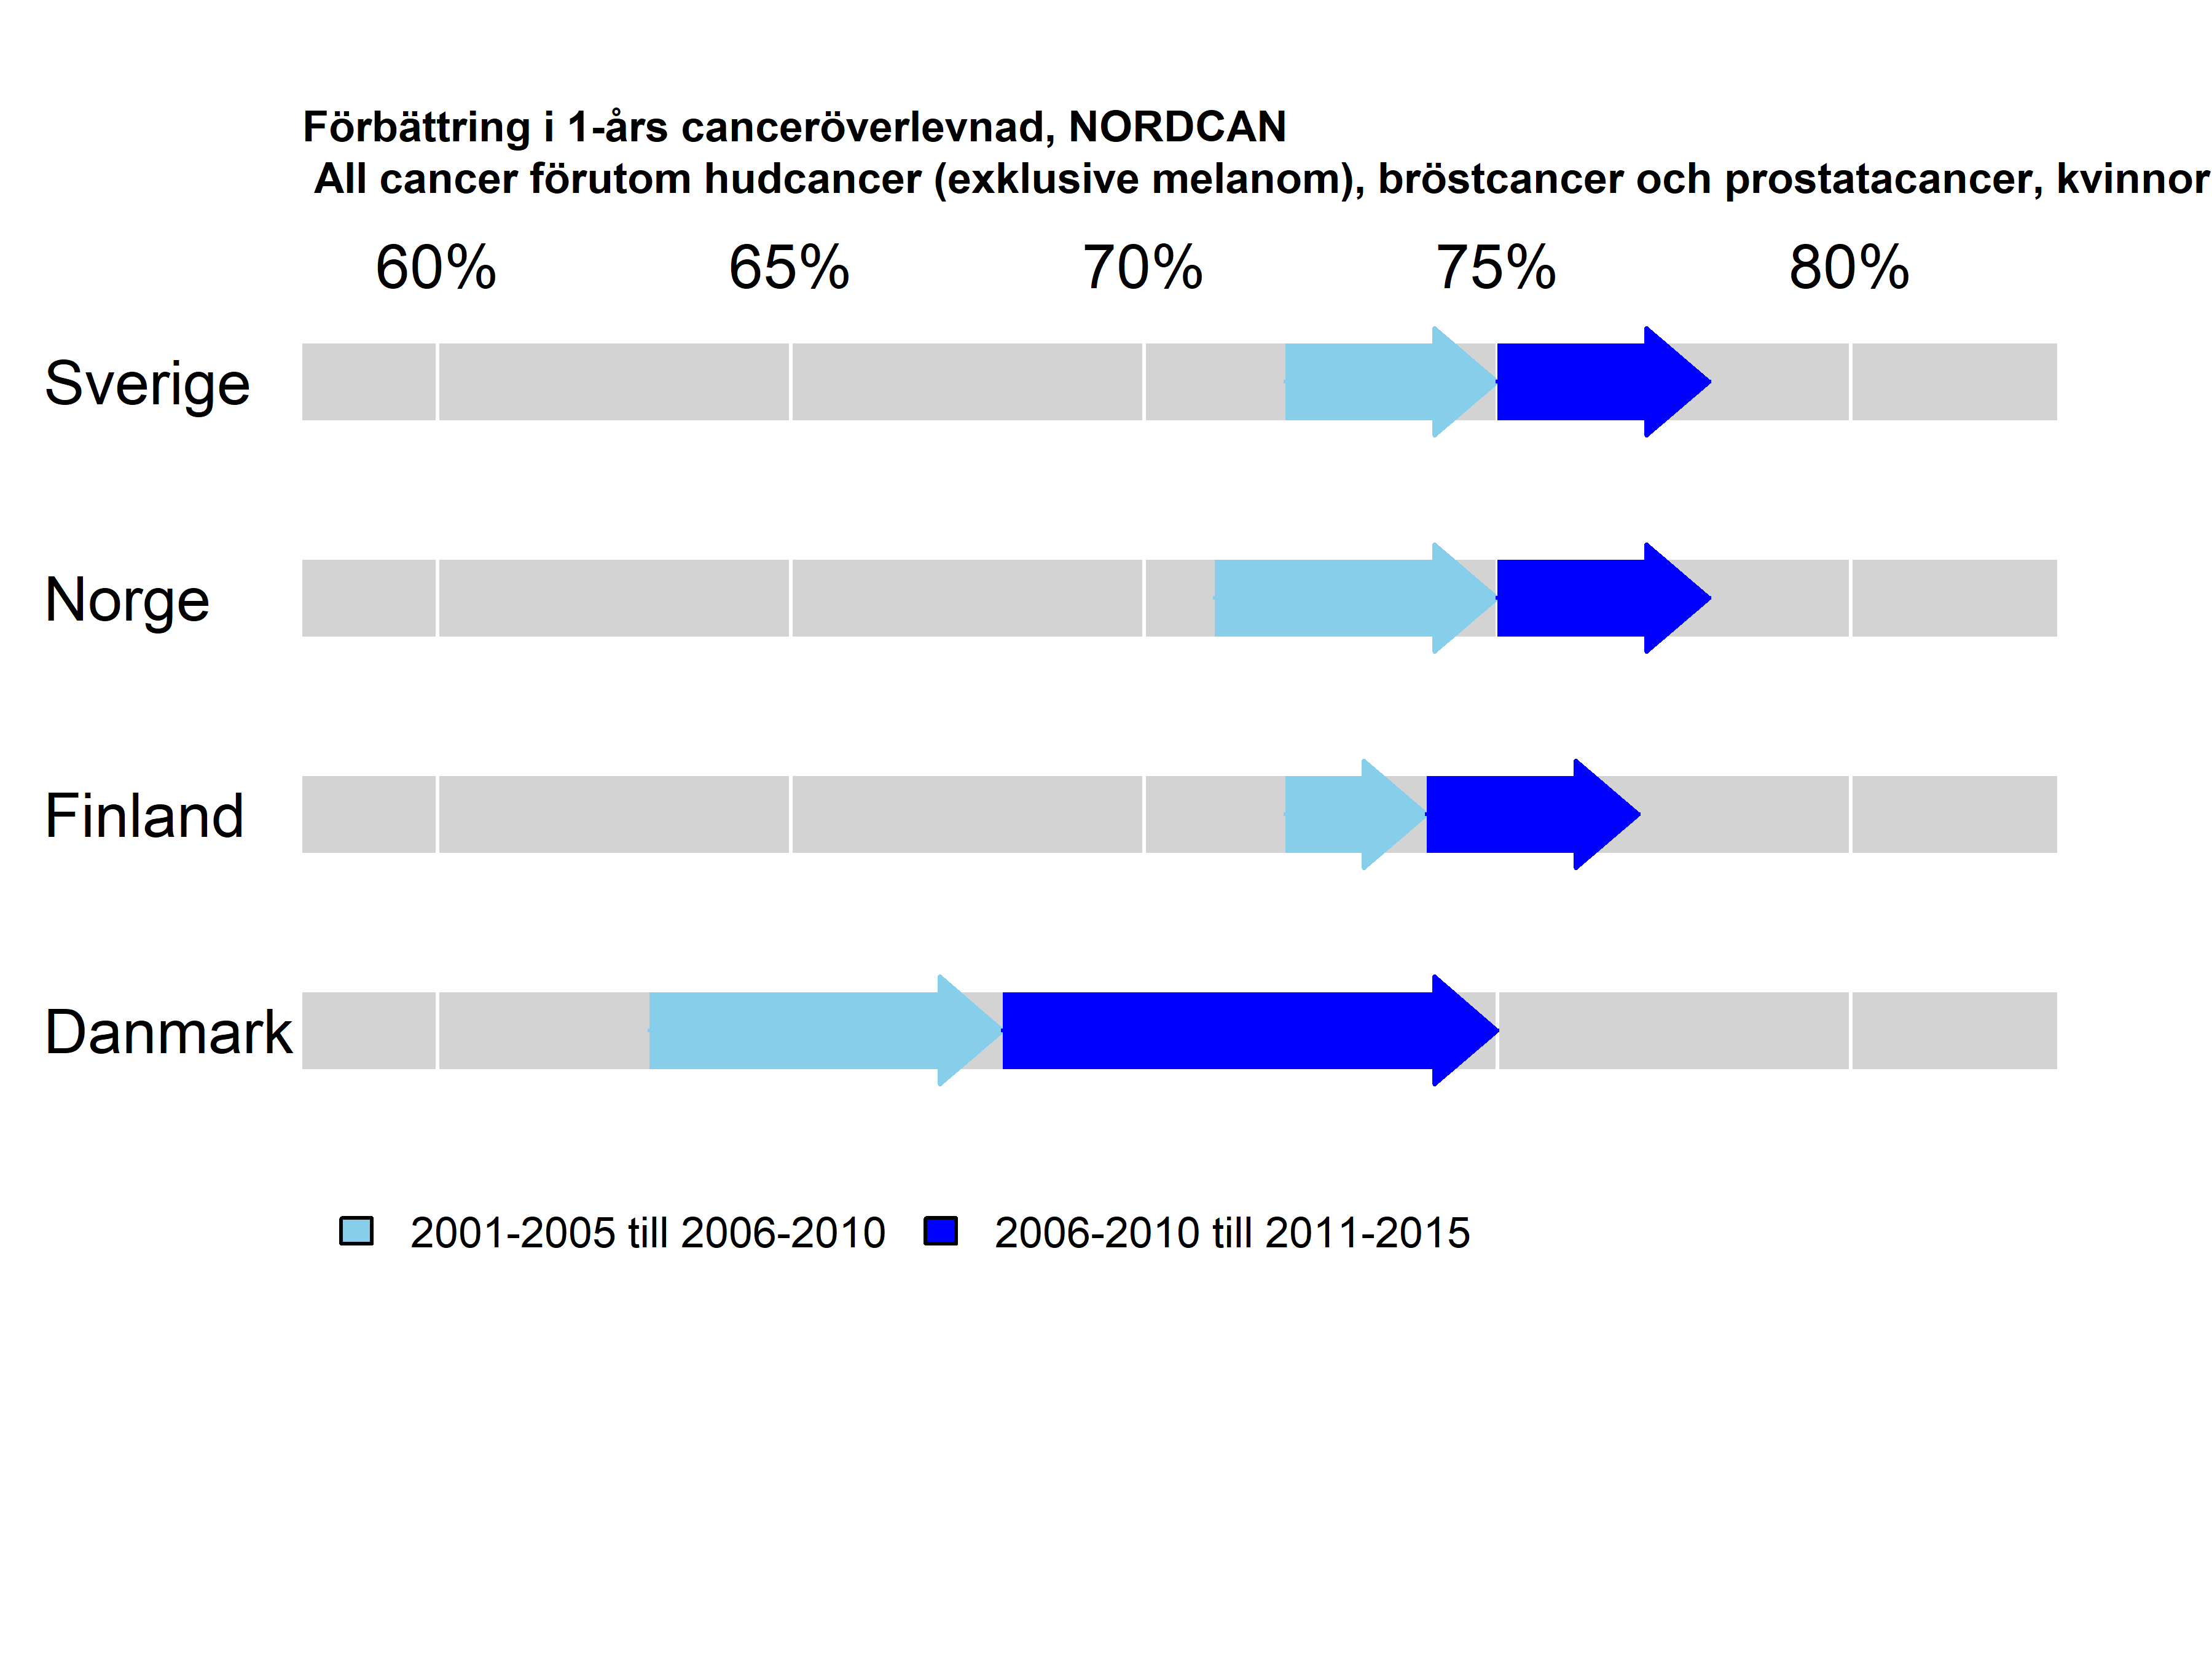 Förbättring i 1-års canceröverlevnad, NORDCAN
All cancer förutom hudcancer (exklusive melanom), bröstcancer och prostatacancer, kvinnor
60% 65% 70% 75% 80%
Sverige
Norge
Finland
Danmark
2001-2005 till 2006-2010 2006-2010 till 2011-2015